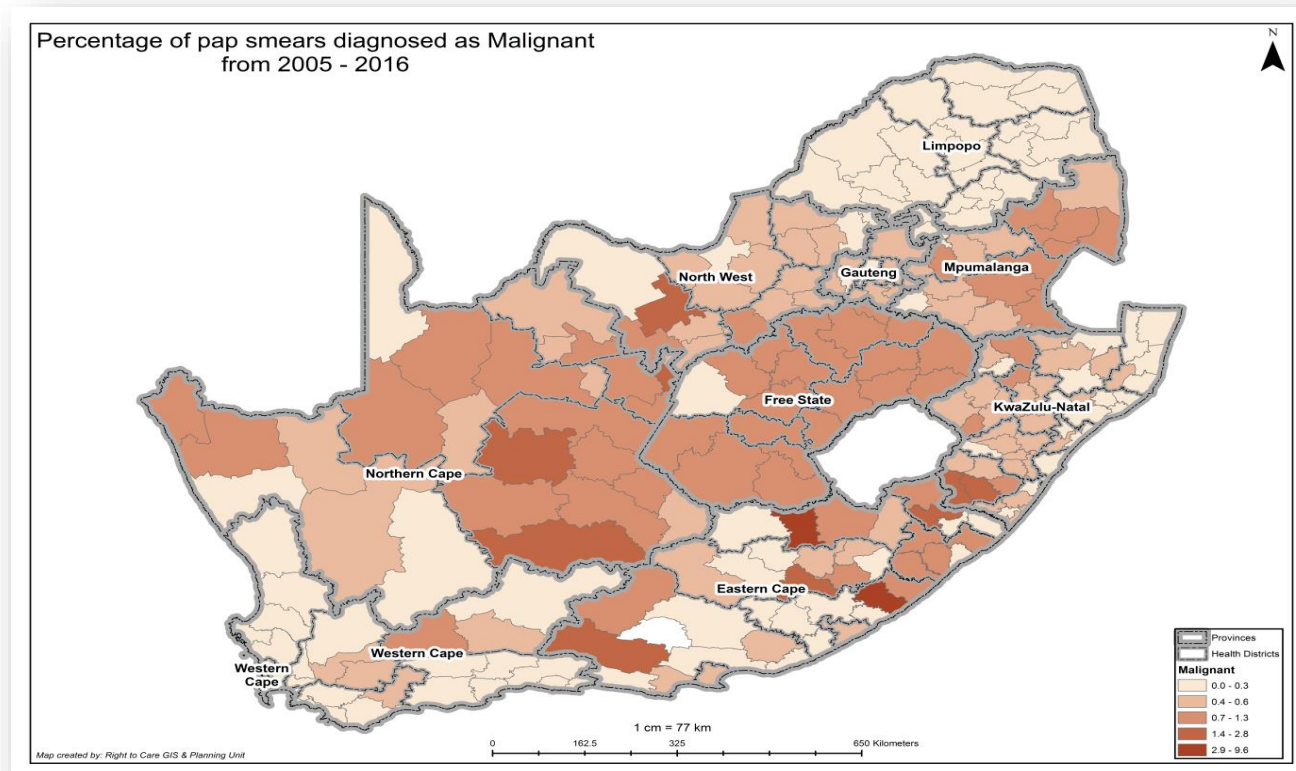 Percentage of pap smears diagnosed as Malignant
from 2005 - 2016
N
Limpopo
North West
Gauteng
Mpumalanga
Free State
KwaZulu-Natal
Northern Cape
Eastern Cape
Western Cape
Western
Cape
Provinces
Health Districts
Malignant
0.0 - 0.3
0.4 - 0.6
0.7 - 1.3
1.4 - 2.8
2.9 - 9.6
1 cm = 77 km
0 162.5 325 650 Kilometers
Map created by: Right to Care GIS & Planning Unit